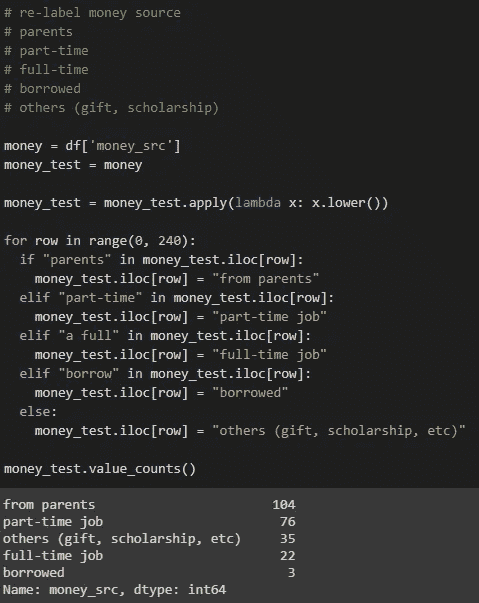 # re-label money source
# parents
# part-time
# full-time
# borrowed
# others (gift, scholarship)
money = df['money_src']
money_test = money
money_test = money_test.apply(lambda x: x.lower())
for row in range(0, 240):
  if "parents" in money_test.iloc[row]:
    money_test.iloc[row] = "from parents"
  elif "part-time" in money_test.iloc[row]:
    money_test.iloc[row] = "part-time job"
  elif "a full" in money_test.iloc[row]:
    money_test.iloc[row] = "full-time job"
  elif "borrow" in money_test.iloc[row]:
    money_test.iloc[row] = "borrowed"
  else:
    money_test.iloc[row] = "others (gift, scholarship, etc)"
money_test.value_counts()
from parents 104
part-time job 76
others (gift, scholarship, etc) 35
full-time job 22
borrowed 3
Name: money_src, dtype: int64